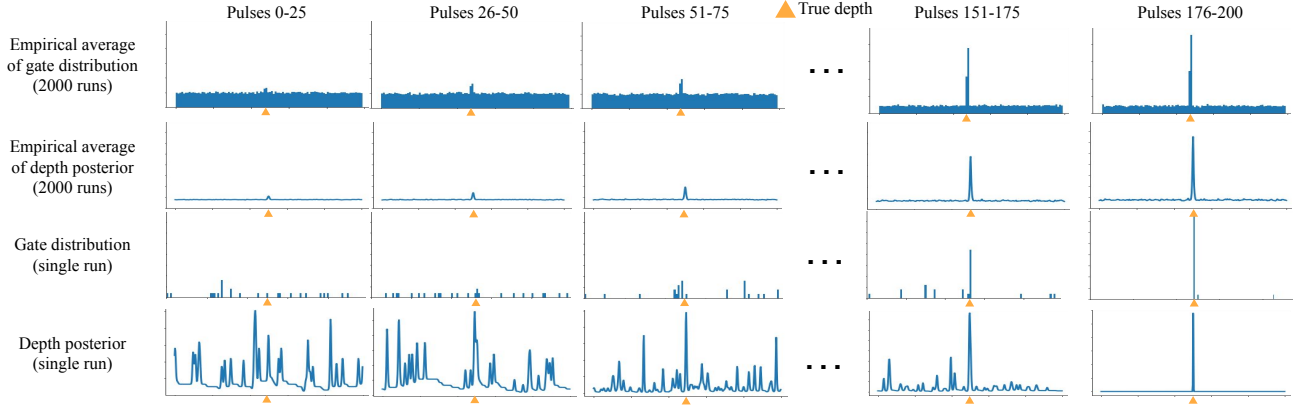 Pulses 0-25
Pulses 26-50
Pulses 51-75
True depth
Pulses 151-175
Pulses 176-200
Empirical average
of gate distribution
(2000 runs)
Empirical average
of depth posterior
(2000 runs)
Gate distribution
(single run)
Depth posterior
(single run)